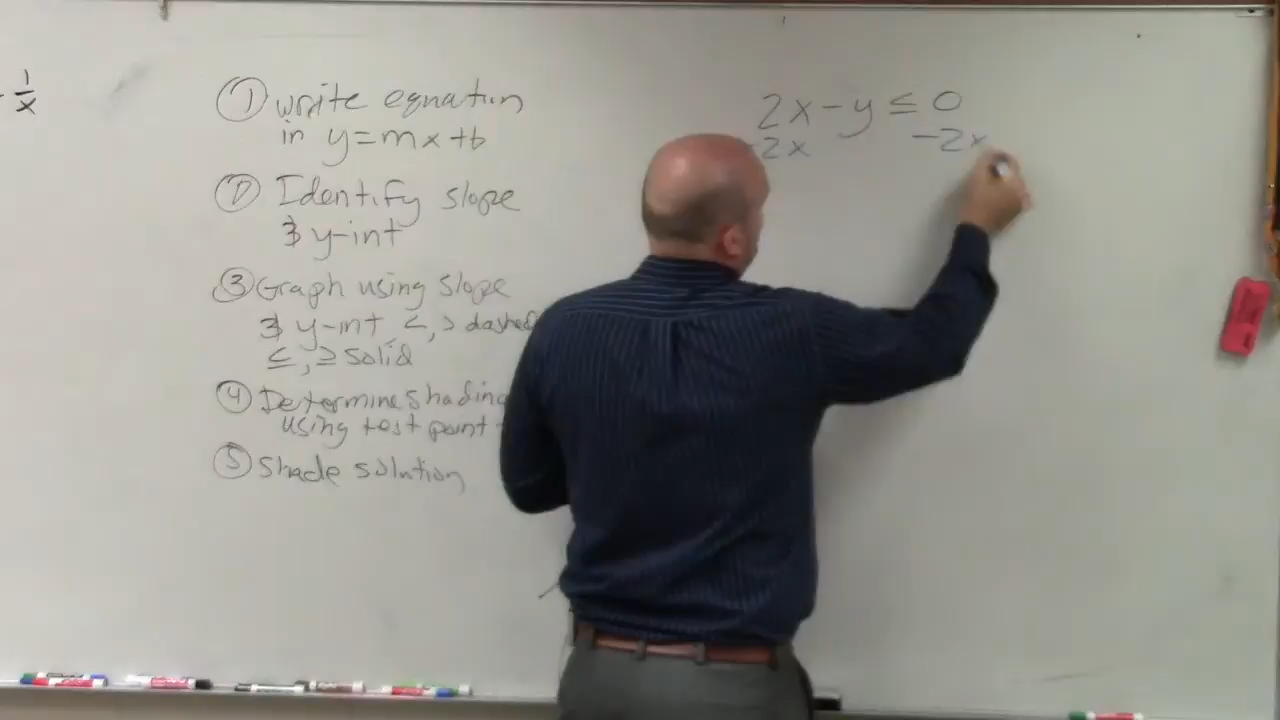 1/x
① write equation
in y=mx+b
② Identify slope
& y-int
③ Graph using slope
& y-int <, > dashed
≤, ≥ solid
④ Determine shading
using test point
⑤ Shade solution
2x-y≤0
-2x -2x